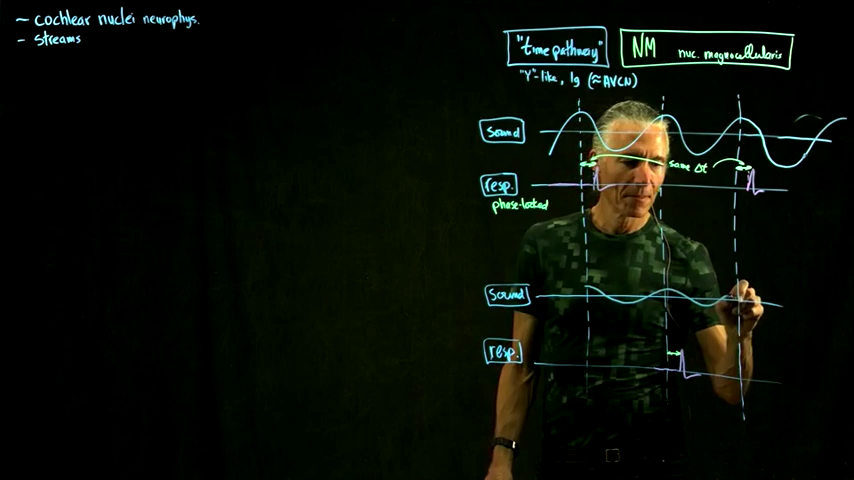 ~ cochlear nuclei neurophys.
- streams
"time pathway"
NM nuc. magnocellularis
"Y"-like, lg (≈AVCN)
Sound
same Δt
resp.
phase-locked
Sound
resp.